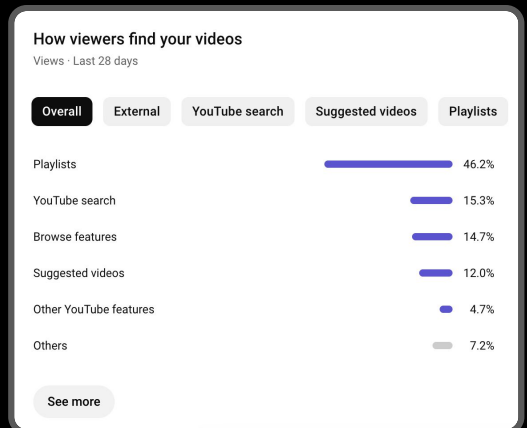 How viewers find your videos
Views · Last 28 days
Overall External YouTube search Suggested videos Playlists
Playlists 46.2%
YouTube search 15.3%
Browse features 14.7%
Suggested videos 12.0%
Other YouTube features 4.7%
Others 7.2%
See more